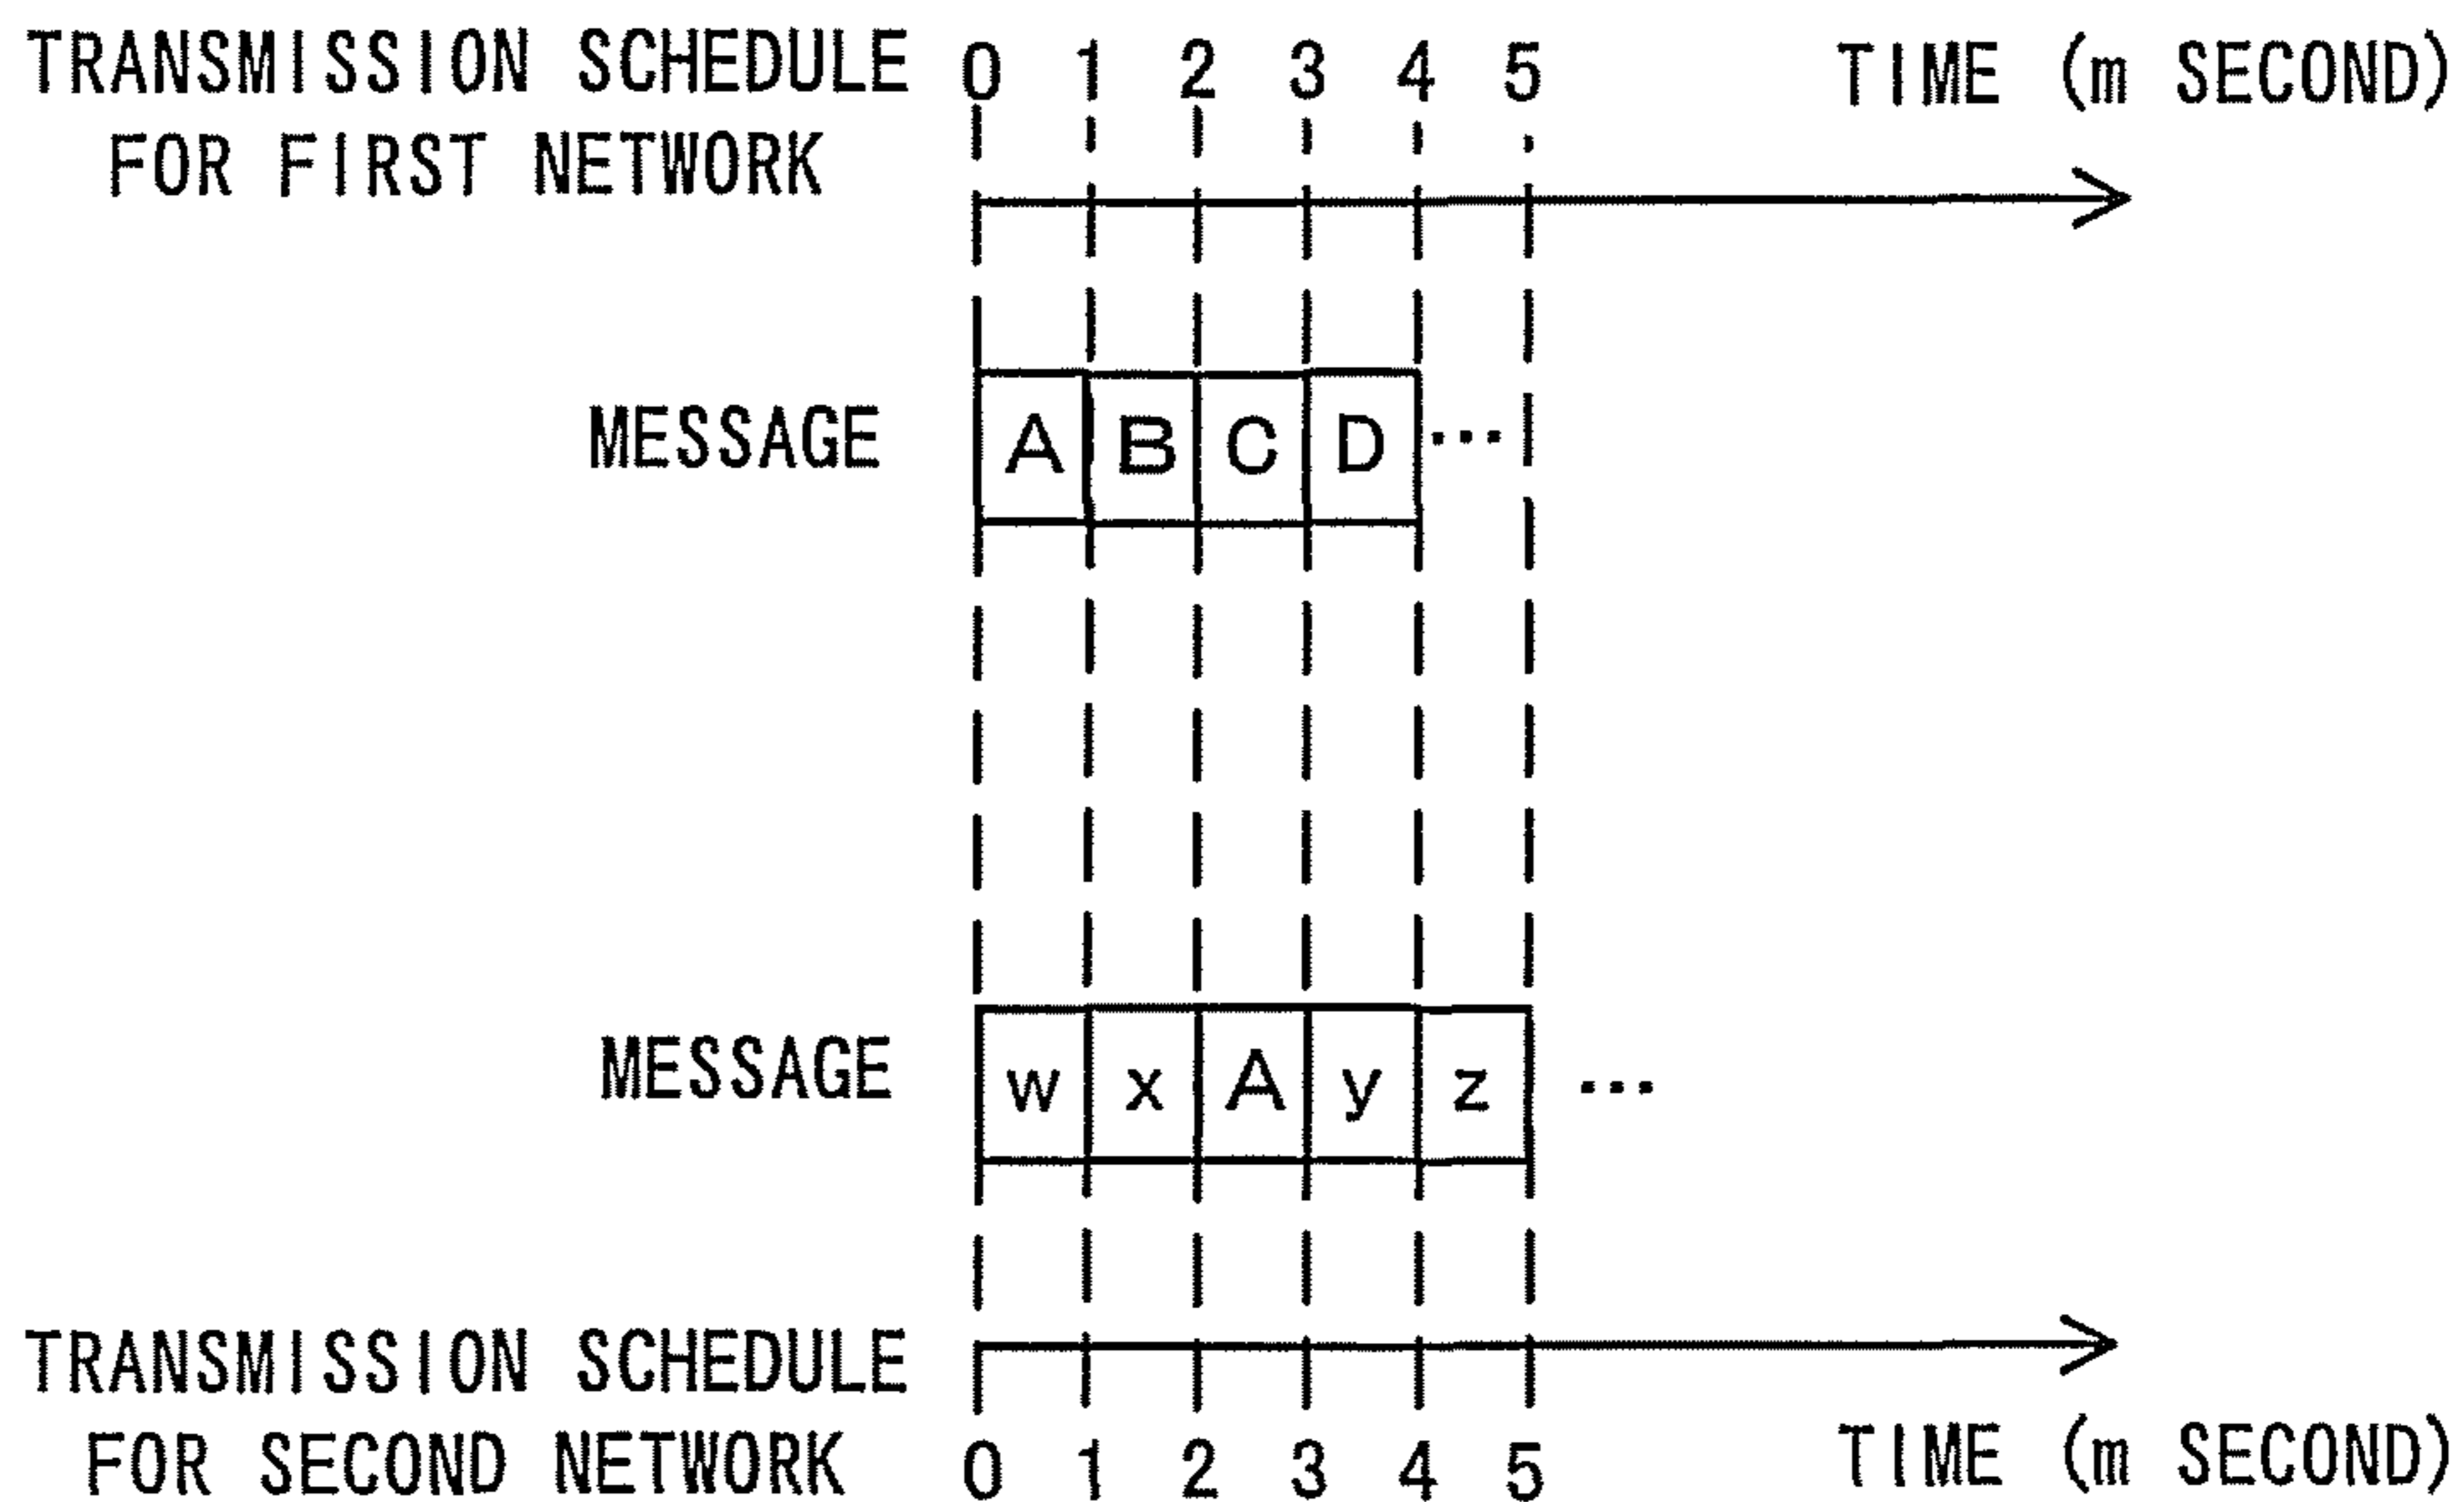 TRANSMISSION SCHEDULE 0 1 2 3 4 5 TIME (m SECOND)
FOR FIRST NETWORK
MESSAGE A B C D ...
MESSAGE w x A y z ...
TRANSMISSION SCHEDULE
FOR SECOND NETWORK 0 1 2 3 4 5 TIME (m SECOND)